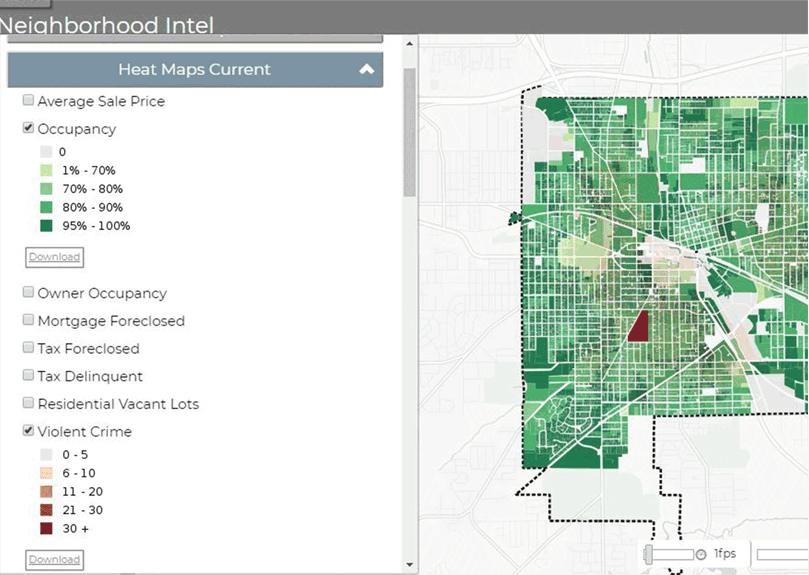 Neighborhood Intel
Heat Maps Current
Average Sale Price
Occupancy
0
1% - 70%
70% - 80%
80% - 90%
95% - 100%
Download
Owner Occupancy
Mortgage Foreclosed
Tax Foreclosed
Tax Delinquent
Residential Vacant Lots
Violent Crime
0 - 5
6 - 10
11 - 20
21 - 30
30 +
Download
1fps